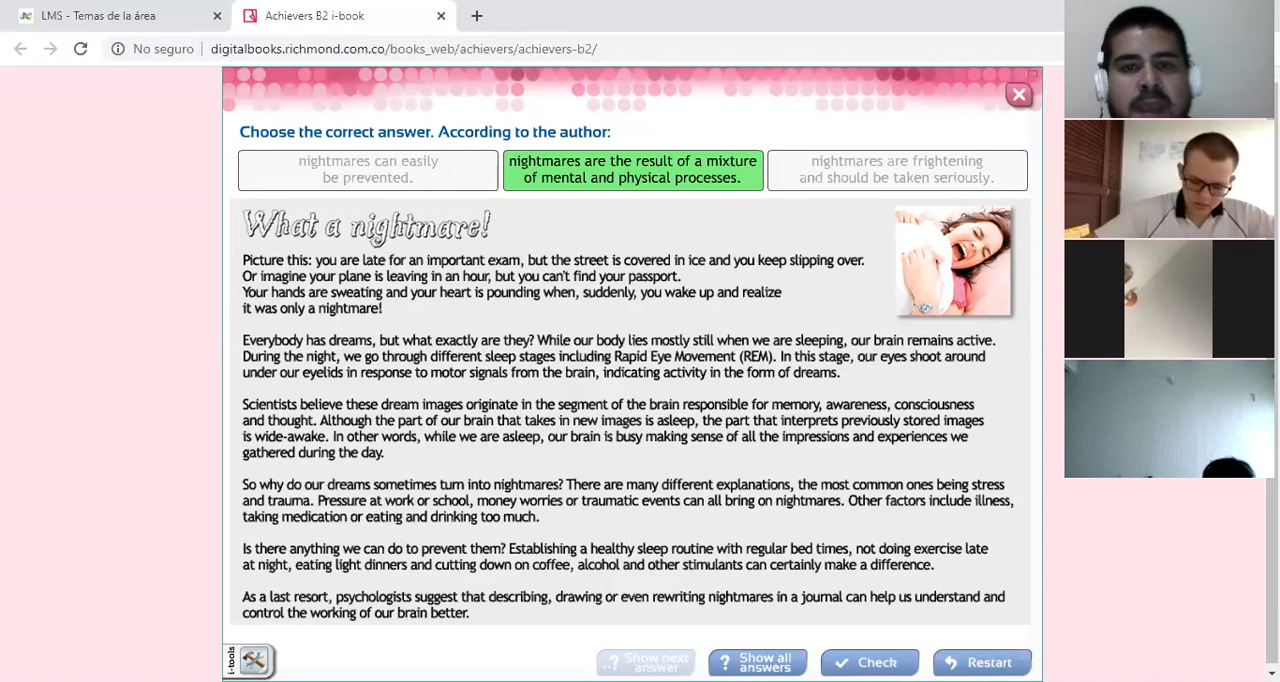 LMS - Temas de la área
Achievers B2 i-book
No seguro
digitalbooks.richmond.com.co/books_web/achievers/achievers-b2/
Choose the correct answer. According to the author:
nightmares can easily
be prevented.
nightmares are the result of a mixture
of mental and physical processes.
nightmares are frightening
and should be taken seriously.
What a nightmare!
Picture this: you are late for an important exam, but the street is covered in ice and you keep slipping over.
Or imagine your plane is leaving in an hour, but you can't find your passport.
Your hands are sweating and your heart is pounding when, suddenly, you wake up and realize
it was only a nightmare!
Everybody has dreams, but what exactly are they? While our body lies mostly still when we are sleeping, our brain remains active.
During the night, we go through different sleep stages including Rapid Eye Movement (REM). In this stage, our eyes shoot around
under our eyelids in response to motor signals from the brain, indicating activity in the form of dreams.
Scientists believe these dream images originate in the segment of the brain responsible for memory, awareness, consciousness
and thought. Although the part of our brain that takes in new images is asleep, the part that interprets previously stored images
is wide-awake. In other words, while we are asleep, our brain is busy making sense of all the impressions and experiences we
gathered during the day.
So why do our dreams sometimes turn into nightmares? There are many different explanations, the most common ones being stress
and trauma. Pressure at work or school, money worries or traumatic events can all bring on nightmares. Other factors include illness,
taking medication or eating and drinking too much.
Is there anything we can do to prevent them? Establishing a healthy sleep routine with regular bed times, not doing exercise late
at night, eating light dinners and cutting down on coffee, alcohol and other stimulants can certainly make a difference.
As a last resort, psychologists suggest that describing, drawing or even rewriting nightmares in a journal can help us understand and
control the working of our brain better.
i-tools
..? Show next
answer
? Show all
answers
Check
Restart